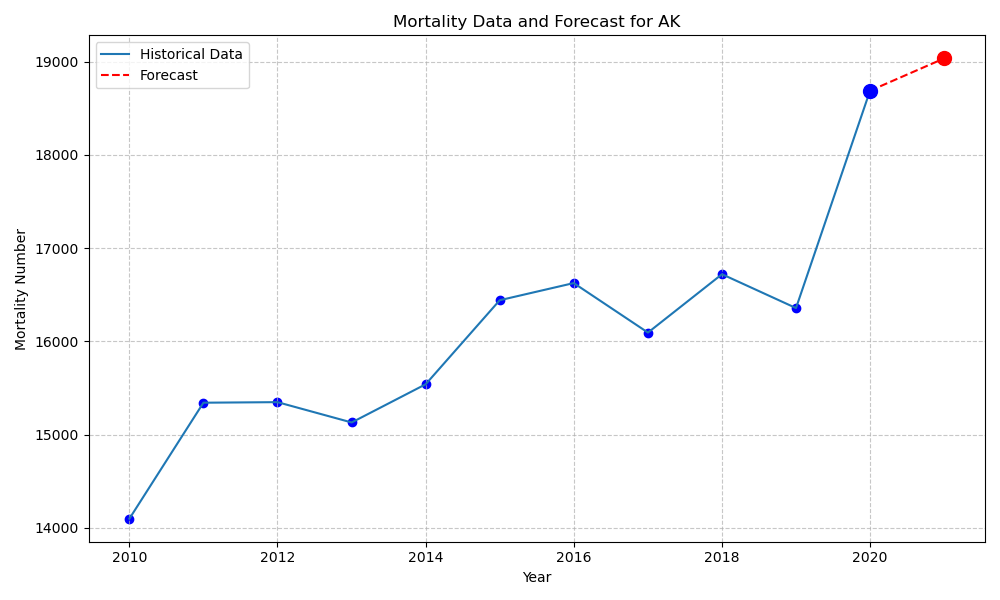 Mortality Data and Forecast for AK
Historical Data
Forecast
19000
18000
17000
16000
15000
14000
Mortality Number
2010
2012
2014
2016
2018
2020
Year